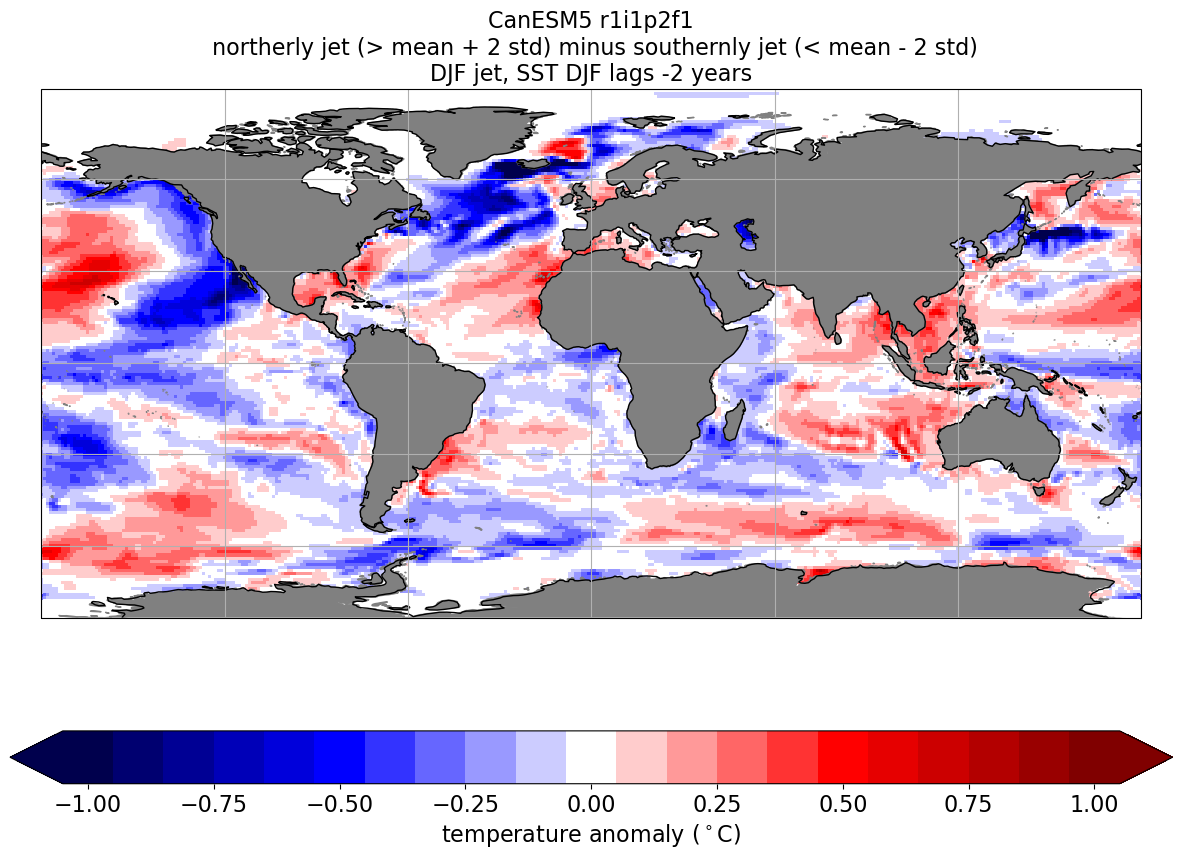 CanESM5 r1i1p2f1
northerly jet (> mean + 2 std) minus southernly jet (< mean - 2 std)
DJF jet, SST DJF lags -2 years
−1.00 −0.75 −0.50 −0.25 0.00 0.25 0.50 0.75 1.00
temperature anomaly (°C)